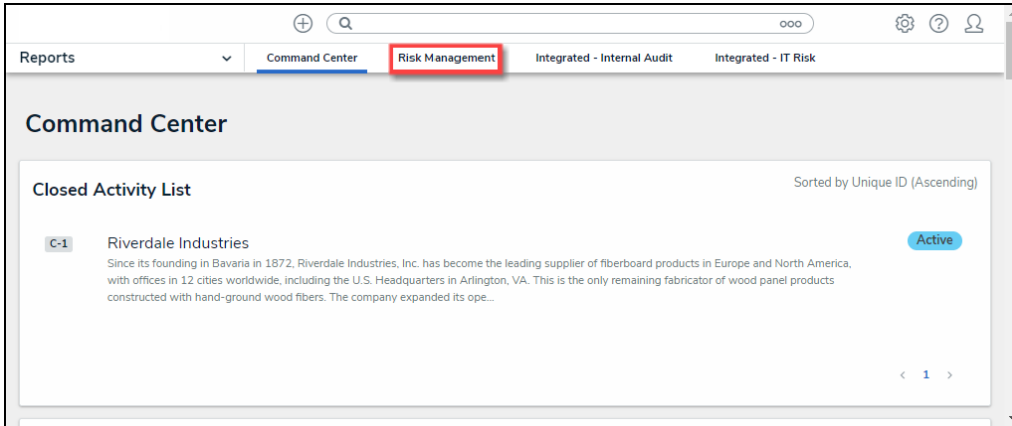 Reports Command Center Risk Management Integrated - Internal Audit Integrated - IT Risk
Command Center
Closed Activity List Sorted by Unique ID (Ascending)
C-1 Riverdale Industries Active
Since its founding in Bavaria in 1872, Riverdale Industries, Inc. has become the leading supplier of fiberboard products in Europe and North America,
with offices in 12 cities worldwide, including the U.S. Headquarters in Arlington, VA. This is the only remaining fabricator of wood panel products
constructed with hand-ground wood fibers. The company expanded its ope...
< 1 >